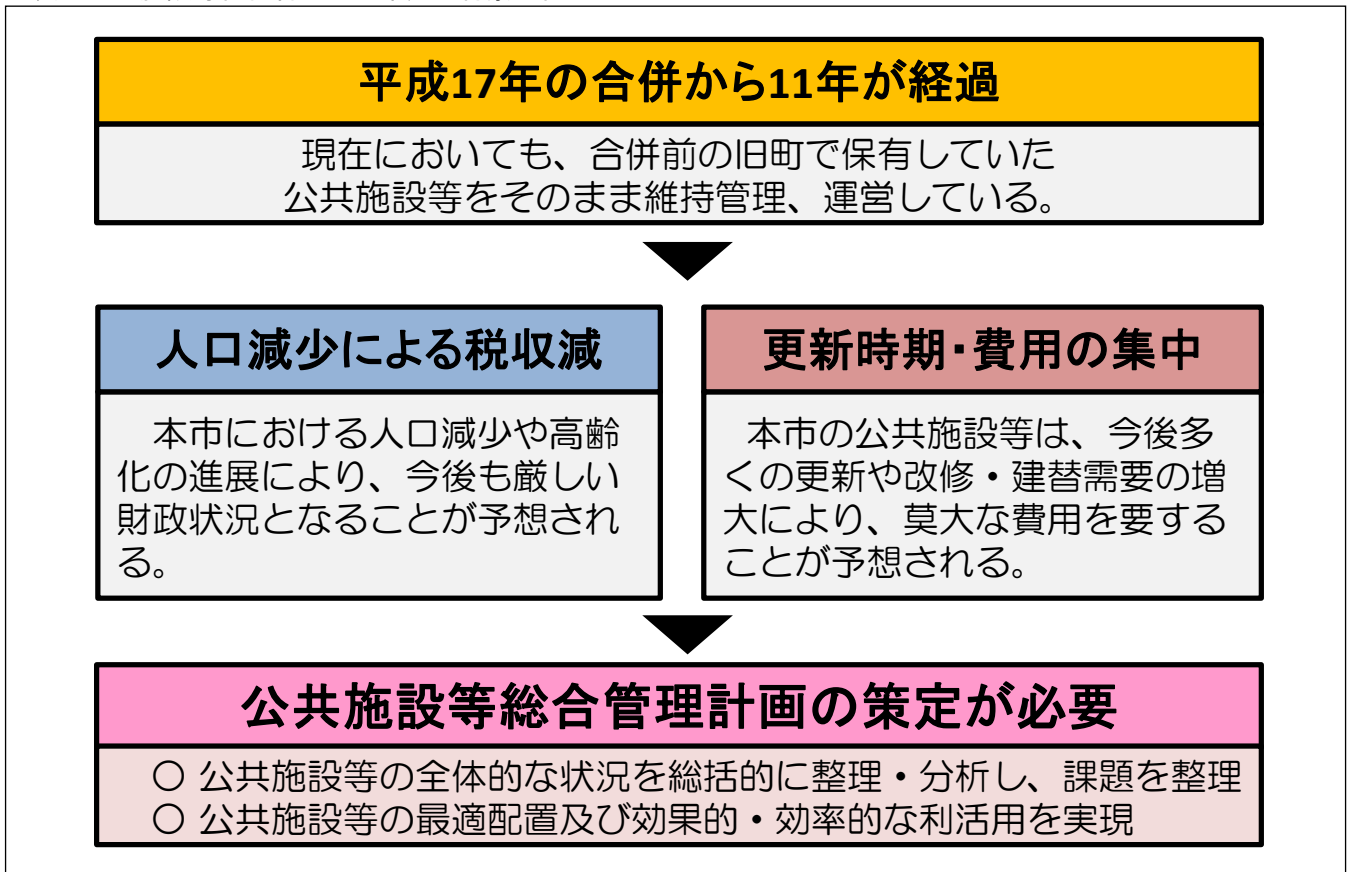 平成17年の合併から11年が経過
現在においても、合併前の旧町で保有していた
公共施設等をそのまま維持管理、運営している。
人口減少による税収減
本市における人口減少や高齢
化の進展により、今後も厳しい
財政状況となることが予想され
る。
更新時期・費用の集中
本市の公共施設等は、今後多
くの更新や改修・建替需要の増
大により、莫大な費用を要する
ことが予想される。
公共施設等総合管理計画の策定が必要
○ 公共施設等の全体的な状況を総括的に整理・分析し、課題を整理
○ 公共施設等の最適配置及び効果的・効率的な利活用を実現